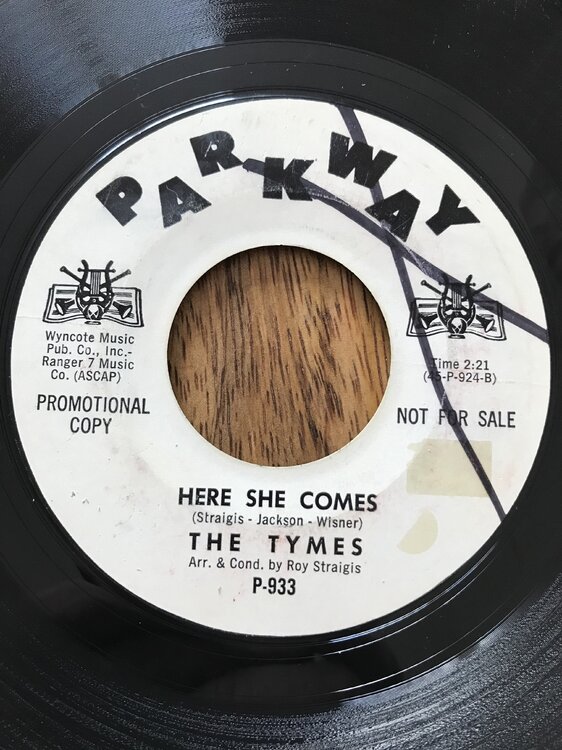 PARKWAY
Wyncote Music
Pub. Co., Inc.-
Ranger 7 Music
Co. (ASCAP)
PROMOTIONAL
COPY
Time 2:21
(45-P-924-B)
NOT FOR SALE
HERE SHE COMES
(Straigis - Jackson - Wisner)
THE TYMES
Arr. & Cond. by Roy Straigis
P-933